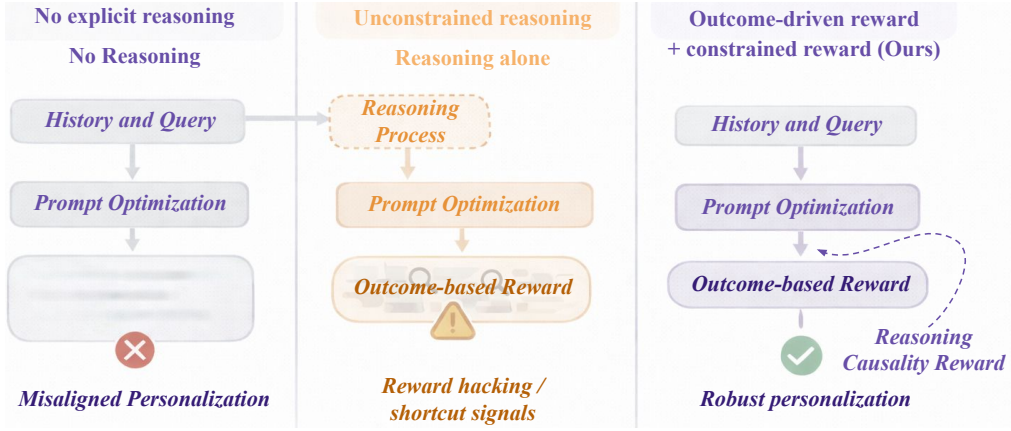 No explicit reasoning
No Reasoning
History and Query
Prompt Optimization
Misaligned Personalization
Unconstrained reasoning
Reasoning alone
Reasoning
Process
Prompt Optimization
Outcome-based Reward
Reward hacking /
shortcut signals
Outcome-driven reward
+ constrained reward (Ours)
History and Query
Prompt Optimization
Outcome-based Reward
Reasoning
Causality Reward
Robust personalization